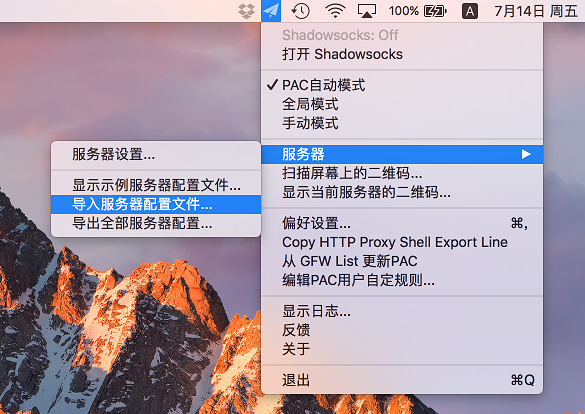 100% A 7月14日 周五
Shadowsocks: Off
打开 Shadowsocks
✓ PAC自动模式
全局模式
手动模式
服务器 ▶
服务器设置...
显示示例服务器配置文件...
导入服务器配置文件...
导出全部服务器配置...
扫描屏幕上的二维码...
显示当前服务器的二维码...
偏好设置... ⌘,
Copy HTTP Proxy Shell Export Line
从 GFW List 更新PAC
编辑PAC用户自定规则...
显示日志...
反馈
关于
退出 ⌘Q